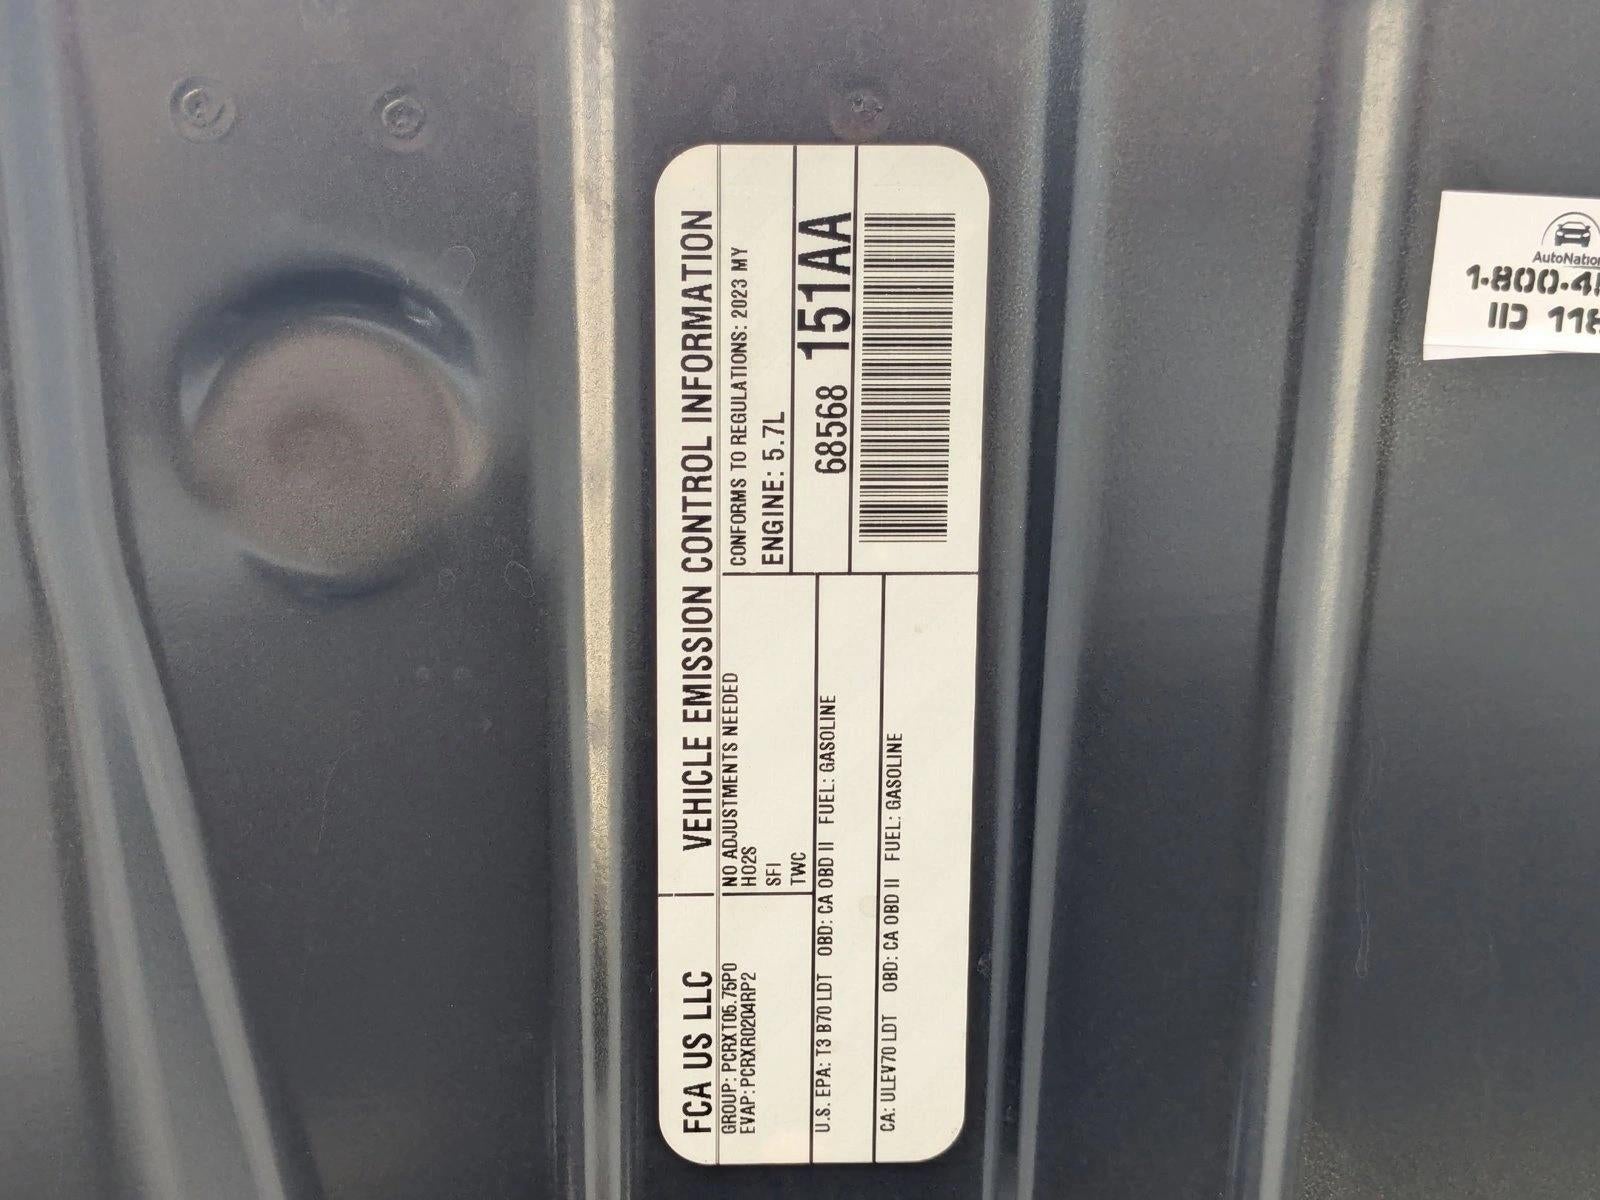 FCA US LLC
VEHICLE EMISSION CONTROL INFORMATION
GROUP: PCRXT05.75P0
EVAP: PCRXR0204RP2
NO ADJUSTMENTS NEEDED
HO2S
SFI
TWC
CONFORMS TO REGULATIONS: 2023 MY
ENGINE: 5.7L
68568 151AA
U.S. EPA: T3 B70 LDT OBD: CA OBD II FUEL: GASOLINE
CA: ULEV70 LDT OBD: CA OBD II FUEL: GASOLINE
AutoNation
1-800-4
IID 118